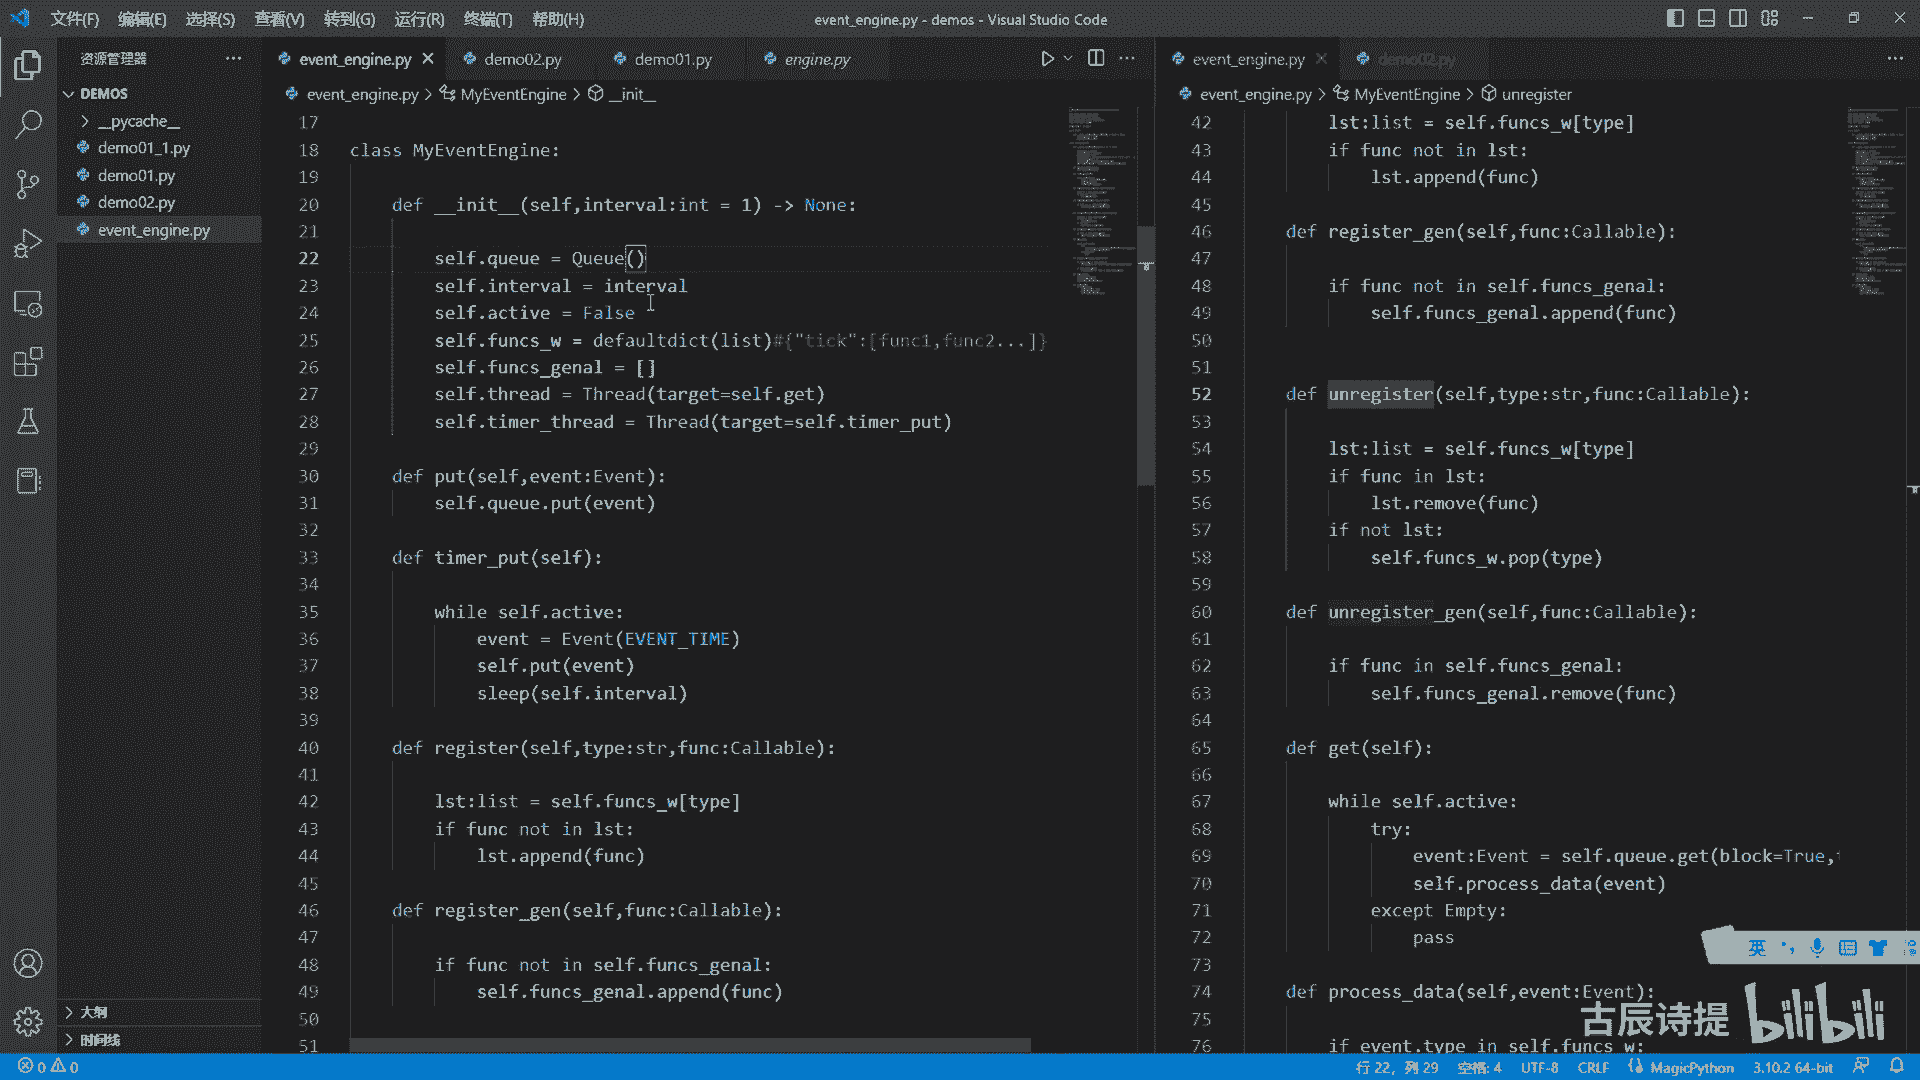 文件(F) 编辑(E) 选择(S) 查看(V) 转到(G) 运行(R) 终端(T) 帮助(H)
event_engine.py - demos - Visual Studio Code
资源管理器
DEMOS
__pycache__
demo01_1.py
demo01.py
demo02.py
event_engine.py
大纲
时间线
event_engine.py demo02.py demo01.py engine.py
event_engine.py > MyEventEngine > __init__
17
18 class MyEventEngine:
19
20 def __init__(self,interval:int = 1) -> None:
21
22 self.queue = Queue()
23 self.interval = interval
24 self.active = False
25 self.funcs_w = defaultdict(list)#{"tick":[func1,func2...]}
26 self.funcs_genal = []
27 self.thread = Thread(target=self.get)
28 self.timer_thread = Thread(target=self.timer_put)
29
30 def put(self,event:Event):
31 self.queue.put(event)
32
33 def timer_put(self):
34
35 while self.active:
36 event = Event(EVENT_TIME)
37 self.put(event)
38 sleep(self.interval)
39
40 def register(self,type:str,func:Callable):
41
42 lst:list = self.funcs_w[type]
43 if func not in lst:
44 lst.append(func)
45
46 def register_gen(self,func:Callable):
47
48 if func not in self.funcs_genal:
49 self.funcs_genal.append(func)
50
51
event_engine.py demo02.py
event_engine.py > MyEventEngine > unregister
42 lst:list = self.funcs_w[type]
43 if func not in lst:
44 lst.append(func)
45
46 def register_gen(self,func:Callable):
47
48 if func not in self.funcs_genal:
49 self.funcs_genal.append(func)
50
51
52 def unregister(self,type:str,func:Callable):
53
54 lst:list = self.funcs_w[type]
55 if func in lst:
56 lst.remove(func)
57 if not lst:
58 self.funcs_w.pop(type)
59
60 def unregister_gen(self,func:Callable):
61
62 if func in self.funcs_genal:
63 self.funcs_genal.remove(func)
64
65 def get(self):
66
67 while self.active:
68 try:
69 event:Event = self.queue.get(block=True,
70 self.process_data(event)
71 except Empty:
72 pass
73
74 def process_data(self,event:Event):
75
76 if event.type in self.funcs_w:
英
古辰诗提 bilibili
0 0
行 22, 列 29 空格: 4 UTF-8 CRLF MagicPython 3.10.2 64-bit